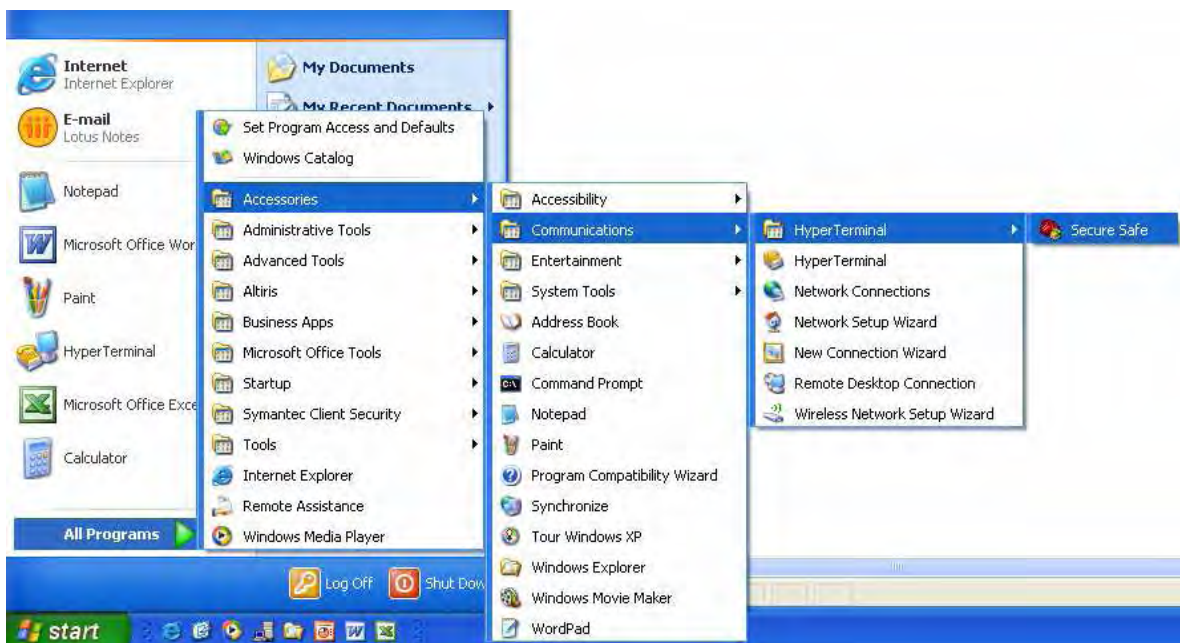 Internet
Internet Explorer
E-mail
Lotus Notes
Notepad
Microsoft Office Wor
Paint
HyperTerminal
Microsoft Office Exce
Calculator
All Programs
My Documents
My Recent Documents
Set Program Access and Defaults
Windows Catalog
Accessories
Administrative Tools
Advanced Tools
Altiris
Business Apps
Microsoft Office Tools
Startup
Symantec Client Security
Tools
Internet Explorer
Remote Assistance
Windows Media Player
Accessibility
Communications
Entertainment
System Tools
Address Book
Calculator
Command Prompt
Notepad
Paint
Program Compatibility Wizard
Synchronize
Tour Windows XP
Windows Explorer
Windows Movie Maker
WordPad
HyperTerminal
HyperTerminal
Network Connections
Network Setup Wizard
New Connection Wizard
Remote Desktop Connection
Wireless Network Setup Wizard
Secure Safe
Log Off
Shut Dow
start